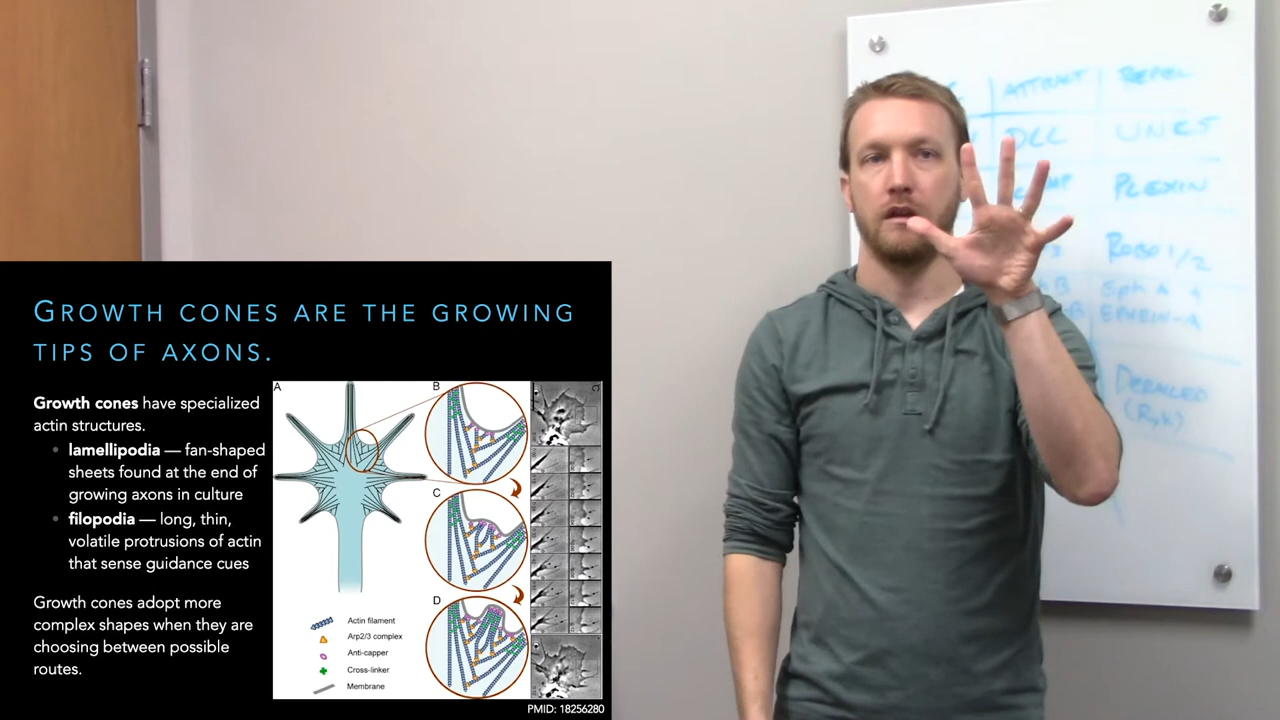 GROWTH CONES ARE THE GROWING
TIPS OF AXONS.
Growth cones have specialized
actin structures.
• lamellipodia — fan-shaped
sheets found at the end of
growing axons in culture
• filopodia — long, thin,
volatile protrusions of actin
that sense guidance cues
Growth cones adopt more
complex shapes when they are
choosing between possible
routes.
A
B
C
D
Actin filament
Arp2/3 complex
Anti-capper
Cross-linker
Membrane
PMID: 18256280
ATTRACT REPEL
DCC UNC5
PLEXIN
ROBO 1/2
Eph A
EPHRIN-A
DERAILED
(Ryk)